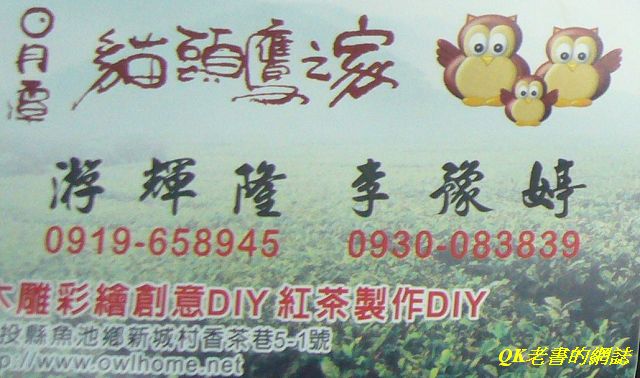 日月潭
貓頭鷹之家
游輝隆 李豫婷
0919-658945 0930-083839
木雕彩繪創意DIY 紅茶製作DIY
投縣魚池鄉新城村香茶巷5-1號
tp://www.owlhome.net
QK老書的網誌